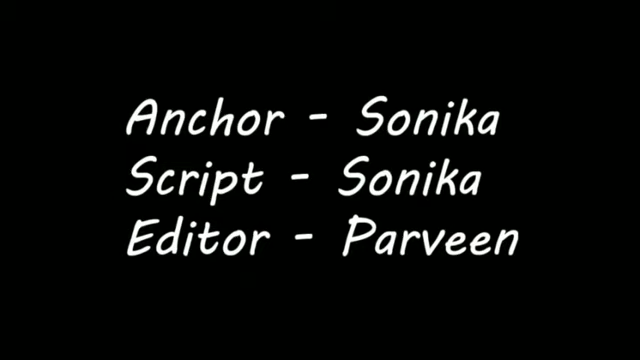 Anchor - Sonika
Script - Sonika
Editor - Parveen